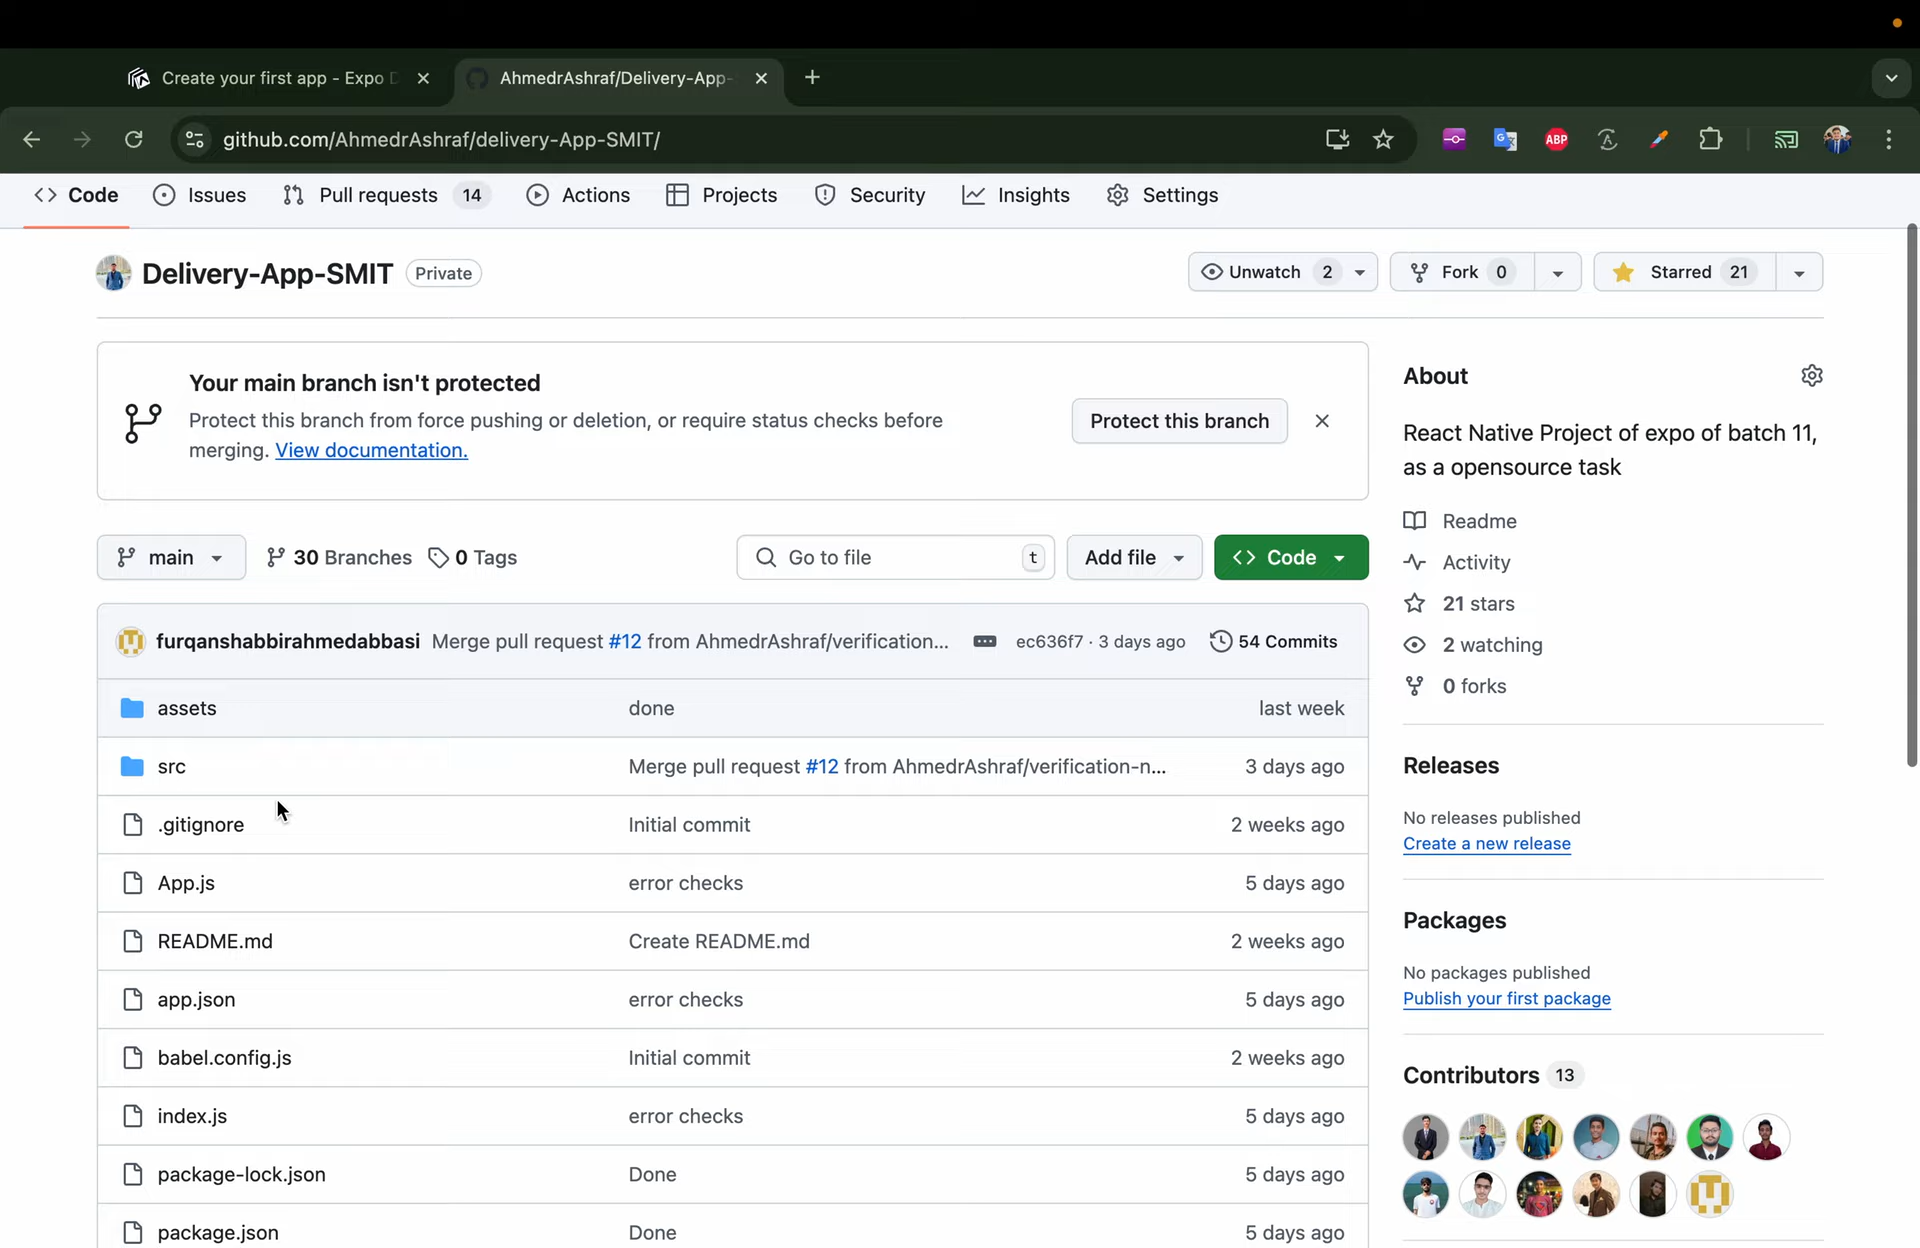 Create your first app - Expo D
AhmedrAshraf/Delivery-App-
github.com/AhmedrAshraf/delivery-App-SMIT/
ABP
Code
Issues
Pull requests 14
Actions
Projects
Security
Insights
Settings
Delivery-App-SMIT Private
Unwatch 2
Fork 0
Starred 21
Your main branch isn't protected
Protect this branch from force pushing or deletion, or require status checks before
merging. View documentation.
Protect this branch
main
30 Branches
0 Tags
Go to file t
Add file
Code
furqanshabbirahmedabbasi Merge pull request #12 from AhmedrAshraf/verification... ec636f7 · 3 days ago 54 Commits
assets done last week
src Merge pull request #12 from AhmedrAshraf/verification-n... 3 days ago
.gitignore Initial commit 2 weeks ago
App.js error checks 5 days ago
README.md Create README.md 2 weeks ago
app.json error checks 5 days ago
babel.config.js Initial commit 2 weeks ago
index.js error checks 5 days ago
package-lock.json Done 5 days ago
package.json Done 5 days ago
About
React Native Project of expo of batch 11,
as a opensource task
Readme
Activity
21 stars
2 watching
0 forks
Releases
No releases published
Create a new release
Packages
No packages published
Publish your first package
Contributors 13